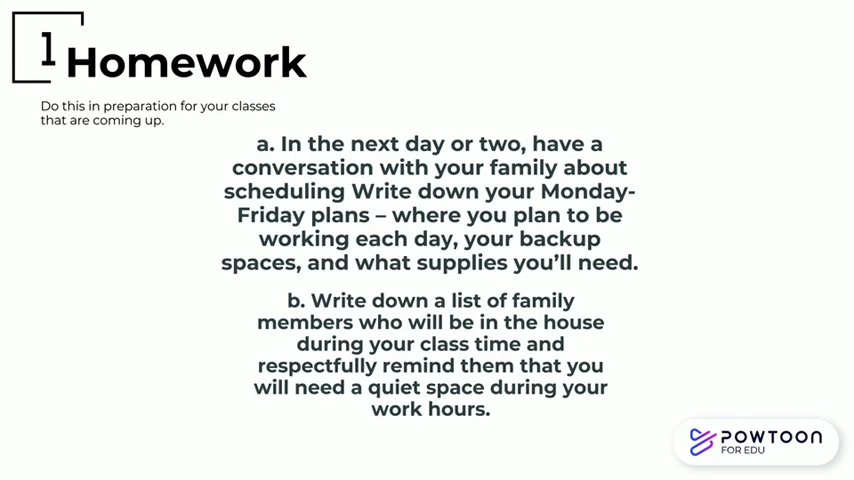 1
Homework
Do this in preparation for your classes
that are coming up.
a. In the next day or two, have a
conversation with your family about
scheduling Write down your Monday-
Friday plans – where you plan to be
working each day, your backup
spaces, and what supplies you’ll need.
b. Write down a list of family
members who will be in the house
during your class time and
respectfully remind them that you
will need a quiet space during your
work hours.
POWTOON
FOR EDU